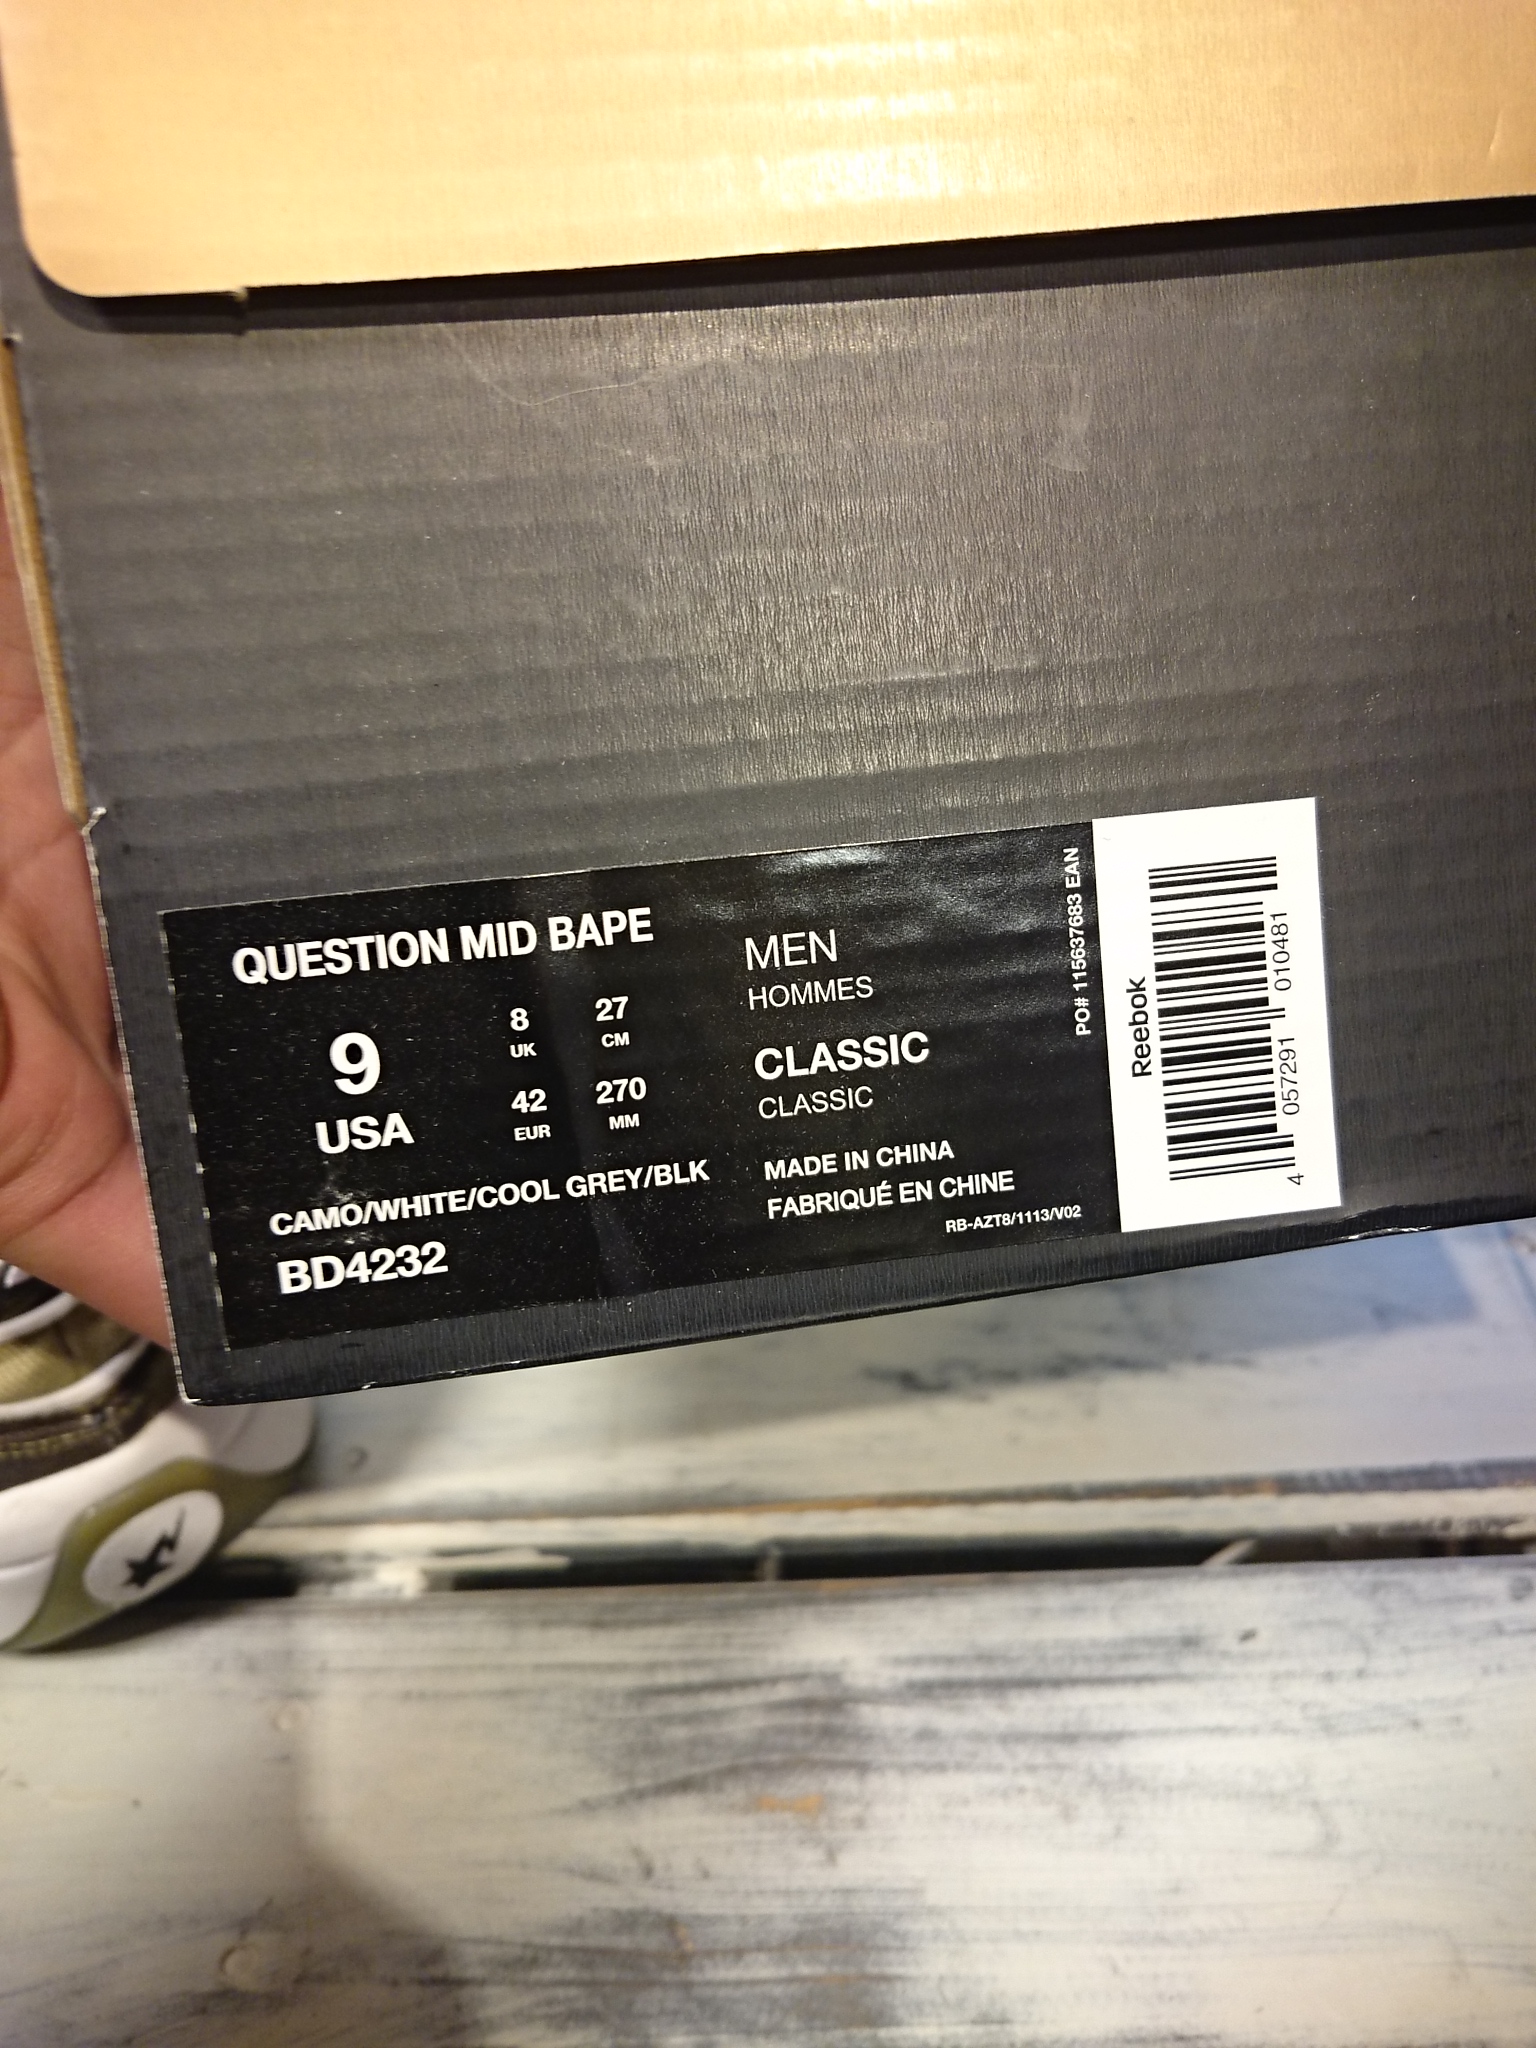 QUESTION MID BAPE
9
USA
8
UK
27
CM
42
EUR
270
MM
CAMO/WHITE/COOL GREY/BLK
BD4232
MEN
HOMMES
CLASSIC
CLASSIC
MADE IN CHINA
FABRIQUÉ EN CHINE
RB-AZT8/1113/V02
PO# 115637683 EAN
Reebok
4 057291 010481